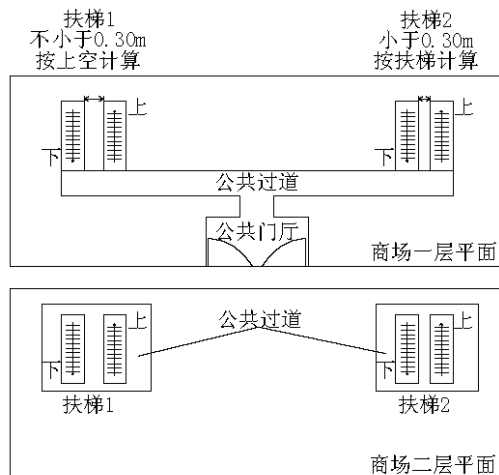 扶梯1
不小于0.30m
按上空计算
扶梯2
小于0.30m
按扶梯计算
上
上
下
下
公共过道
公共门厅
商场一层平面
公共过道
上
上
下
下
扶梯1
扶梯2
商场二层平面